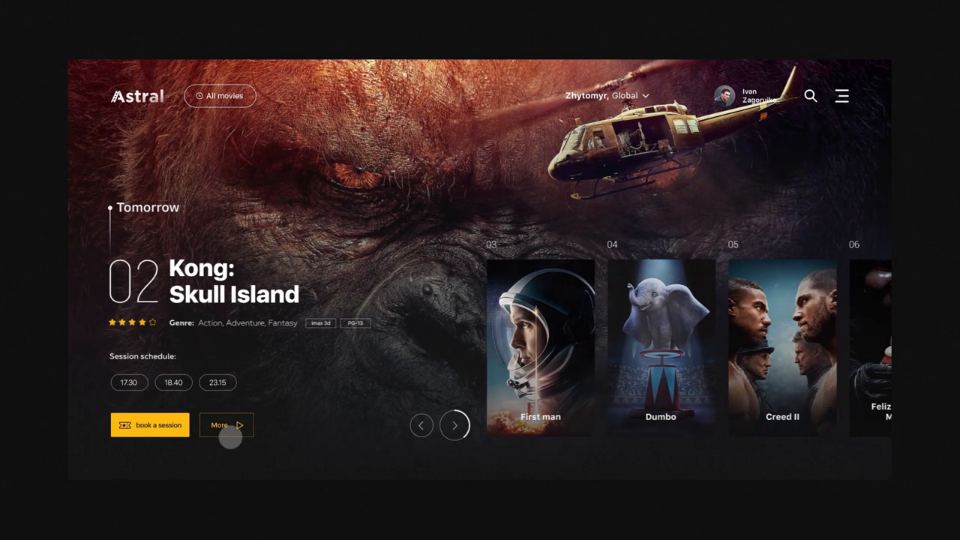 Astral
All movies
Zhytomyr, Global
Ivan
Zagoruiko
Tomorrow
02
Kong:
Skull Island
Genre: Action, Adventure, Fantasy
Imax 3d
PG-13
Session schedule:
17.30
18.40
23.15
book a session
More
03
First man
04
Dumbo
05
Creed II
06
Feliz
M